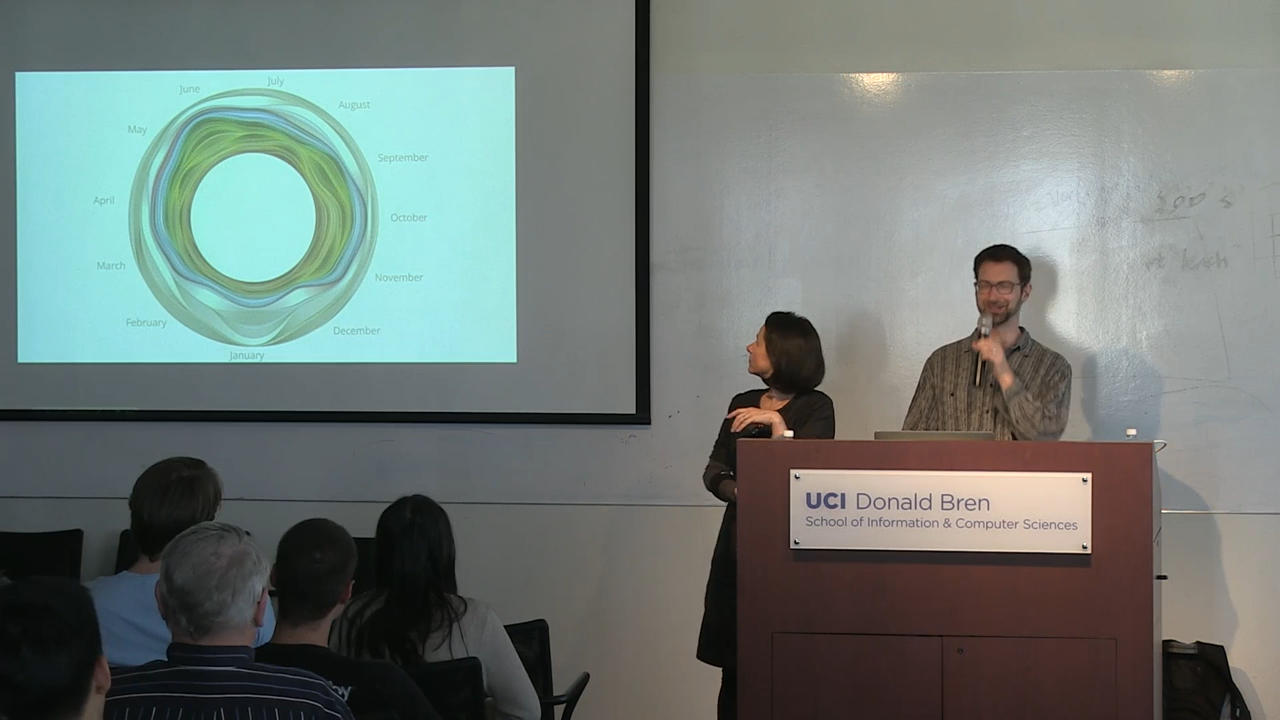 July
June
August
May
September
April
October
March
November
February
December
January
UCI Donald Bren
School of Information & Computer Sciences